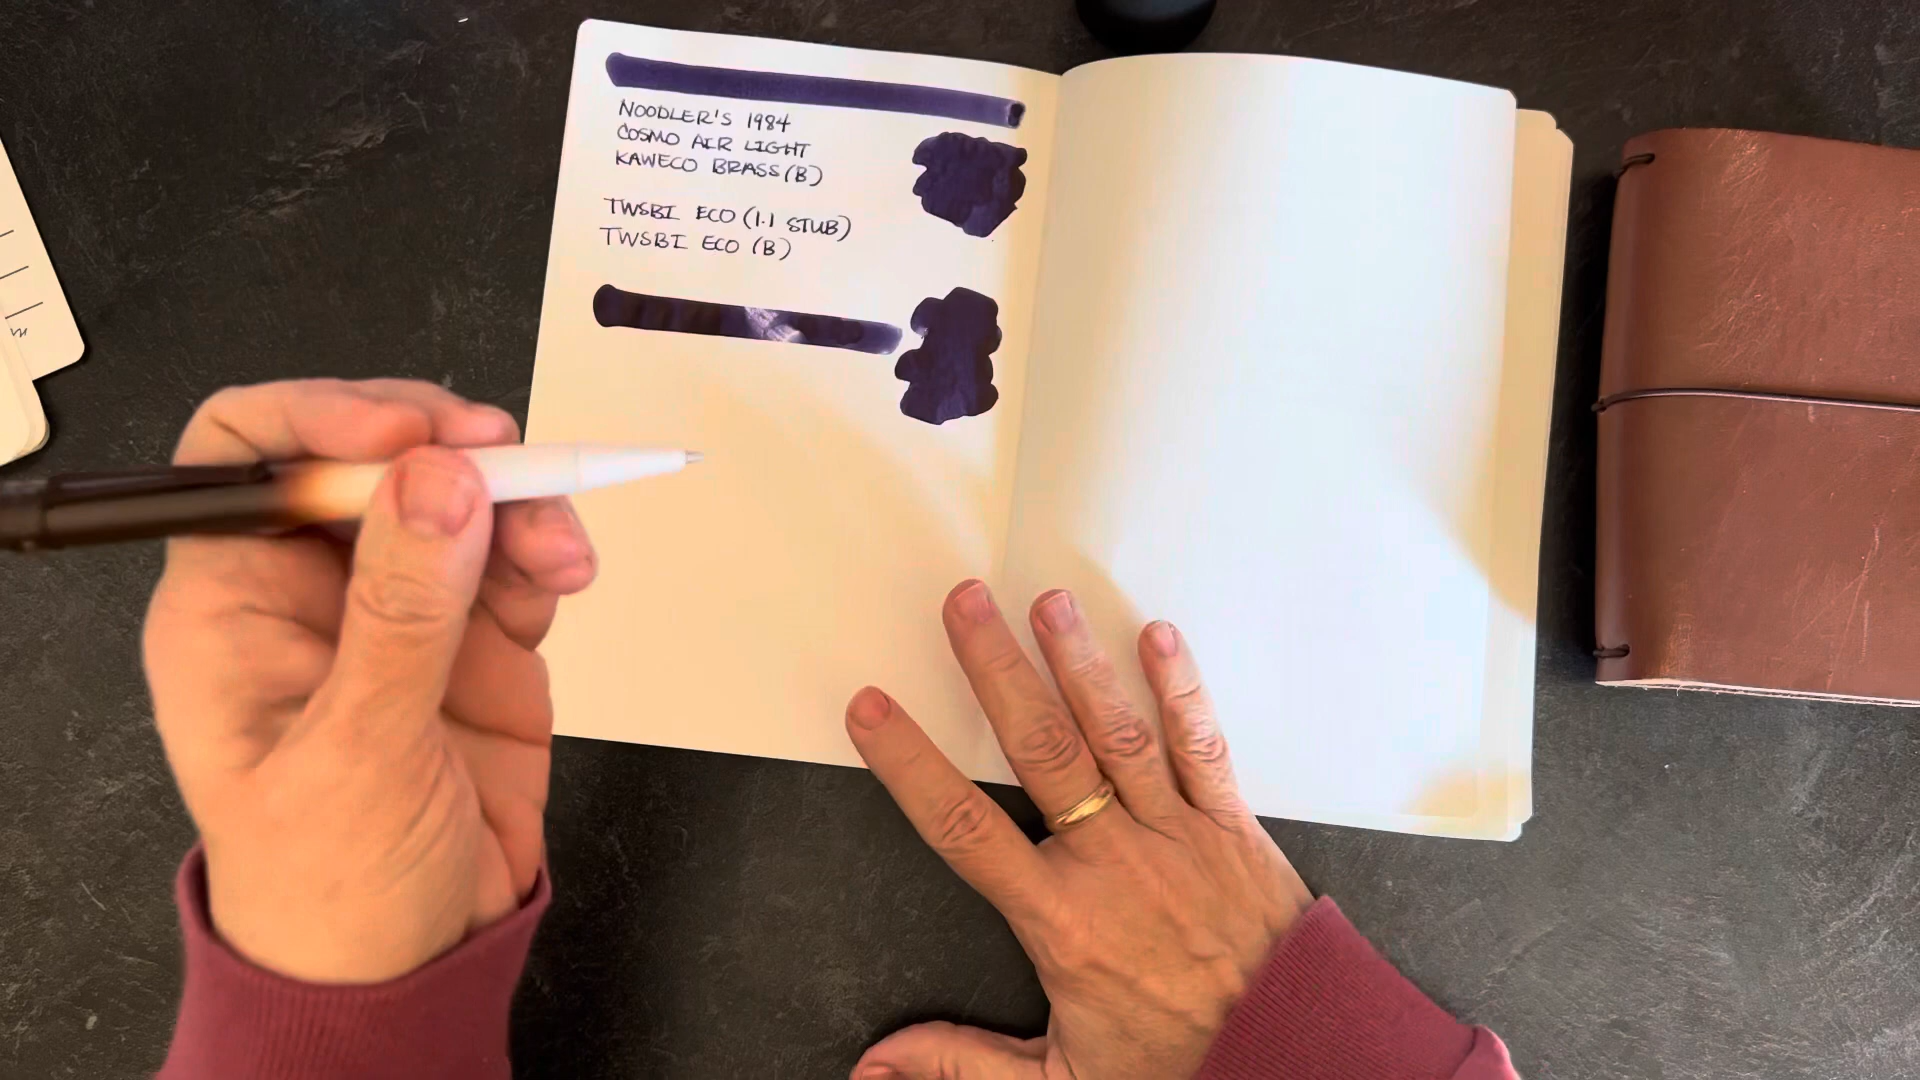 NOODLER'S 1984
COSMO AIR LIGHT
KAWECO BRASS (B)
TWSBI ECO (1.1 STUB)
TWSBI ECO (B)